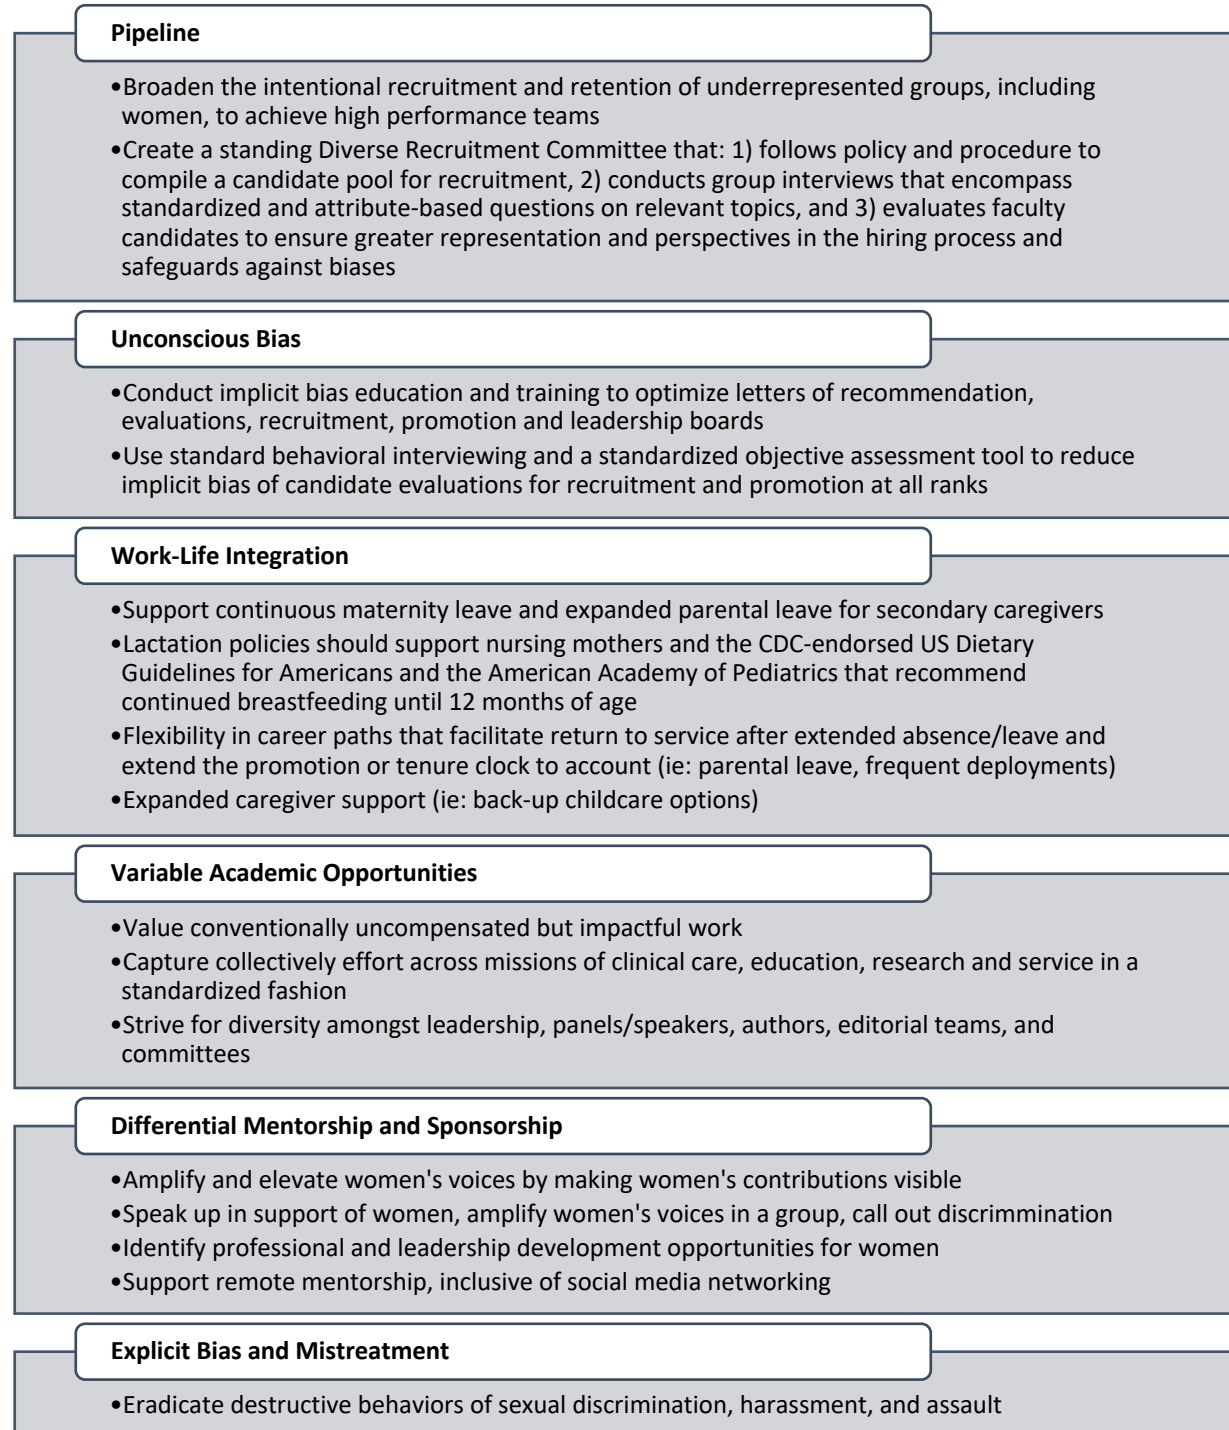 Pipeline
•Broaden the intentional recruitment and retention of underrepresented groups, including
women, to achieve high performance teams
•Create a standing Diverse Recruitment Committee that: 1) follows policy and procedure to
compile a candidate pool for recruitment, 2) conducts group interviews that encompass
standardized and attribute-based questions on relevant topics, and 3) evaluates faculty
candidates to ensure greater representation and perspectives in the hiring process and
safeguards against biases
Unconscious Bias
•Conduct implicit bias education and training to optimize letters of recommendation,
evaluations, recruitment, promotion and leadership boards
•Use standard behavioral interviewing and a standardized objective assessment tool to reduce
implicit bias of candidate evaluations for recruitment and promotion at all ranks
Work-Life Integration
•Support continuous maternity leave and expanded parental leave for secondary caregivers
•Lactation policies should support nursing mothers and the CDC-endorsed US Dietary
Guidelines for Americans and the American Academy of Pediatrics that recommend
continued breastfeeding until 12 months of age
•Flexibility in career paths that facilitate return to service after extended absence/leave and
extend the promotion or tenure clock to account (ie: parental leave, frequent deployments)
•Expanded caregiver support (ie: back-up childcare options)
Variable Academic Opportunities
•Value conventionally uncompensated but impactful work
•Capture collectively effort across missions of clinical care, education, research and service in a
standardized fashion
•Strive for diversity amongst leadership, panels/speakers, authors, editorial teams, and
committees
Differential Mentorship and Sponsorship
•Amplify and elevate women's voices by making women's contributions visible
•Speak up in support of women, amplify women's voices in a group, call out discrimmination
•Identify professional and leadership development opportunities for women
•Support remote mentorship, inclusive of social media networking
Explicit Bias and Mistreatment
•Eradicate destructive behaviors of sexual discrimination, harassment, and assault